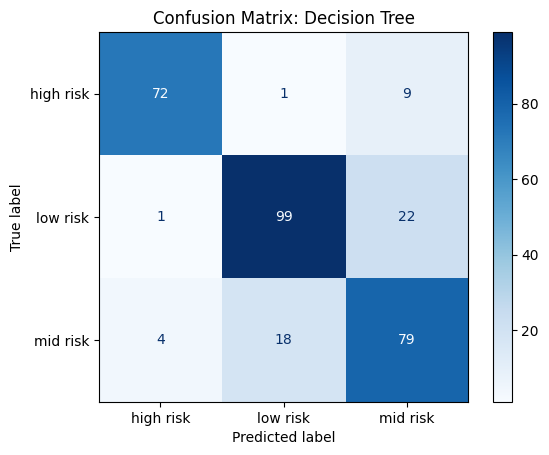 Confusion Matrix: Decision Tree
True label
high risk 72 1 9
low risk 1 99 22
mid risk 4 18 79
high risk low risk mid risk
Predicted label
80
60
40
20